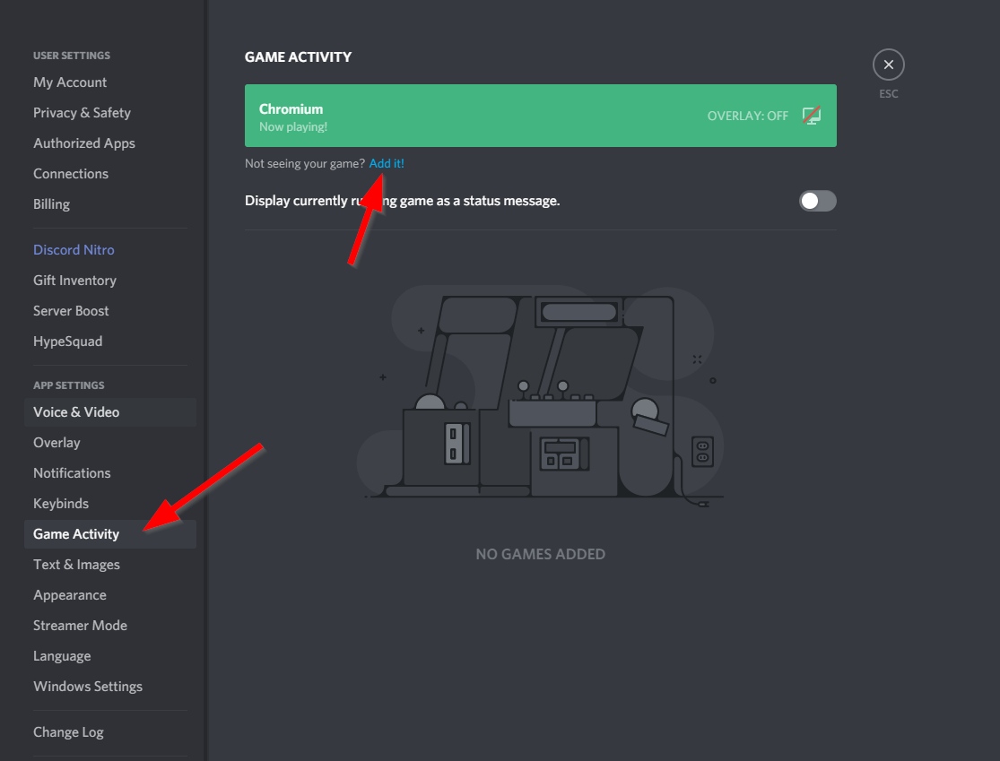 USER SETTINGS
My Account
Privacy & Safety
Authorized Apps
Connections
Billing
Discord Nitro
Gift Inventory
Server Boost
HypeSquad
APP SETTINGS
Voice & Video
Overlay
Notifications
Keybinds
Game Activity
Text & Images
Appearance
Streamer Mode
Language
Windows Settings
Change Log
GAME ACTIVITY
Chromium
Now playing!
OVERLAY: OFF
Not seeing your game? Add it!
Display currently running game as a status message.
NO GAMES ADDED
ESC